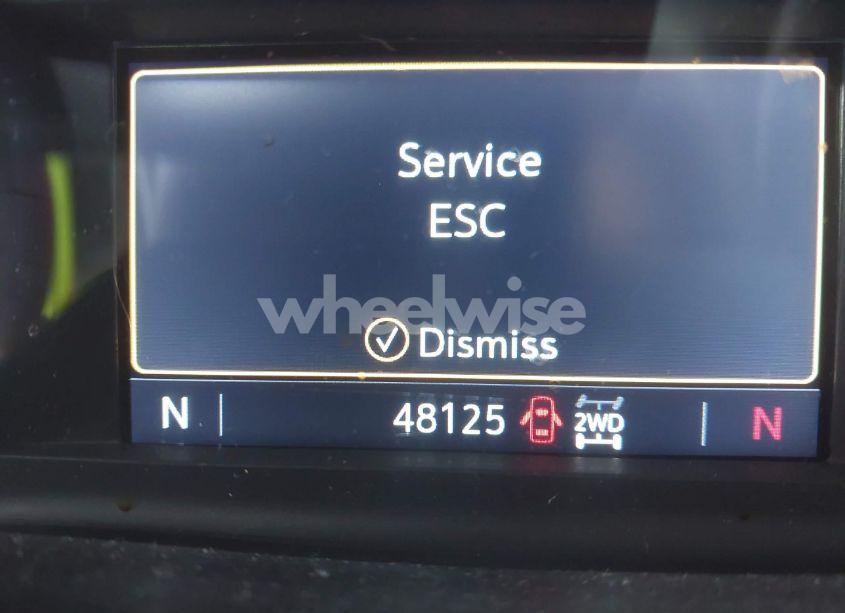 Service
ESC
wheelwise
Dismiss
N 48125 2WD N